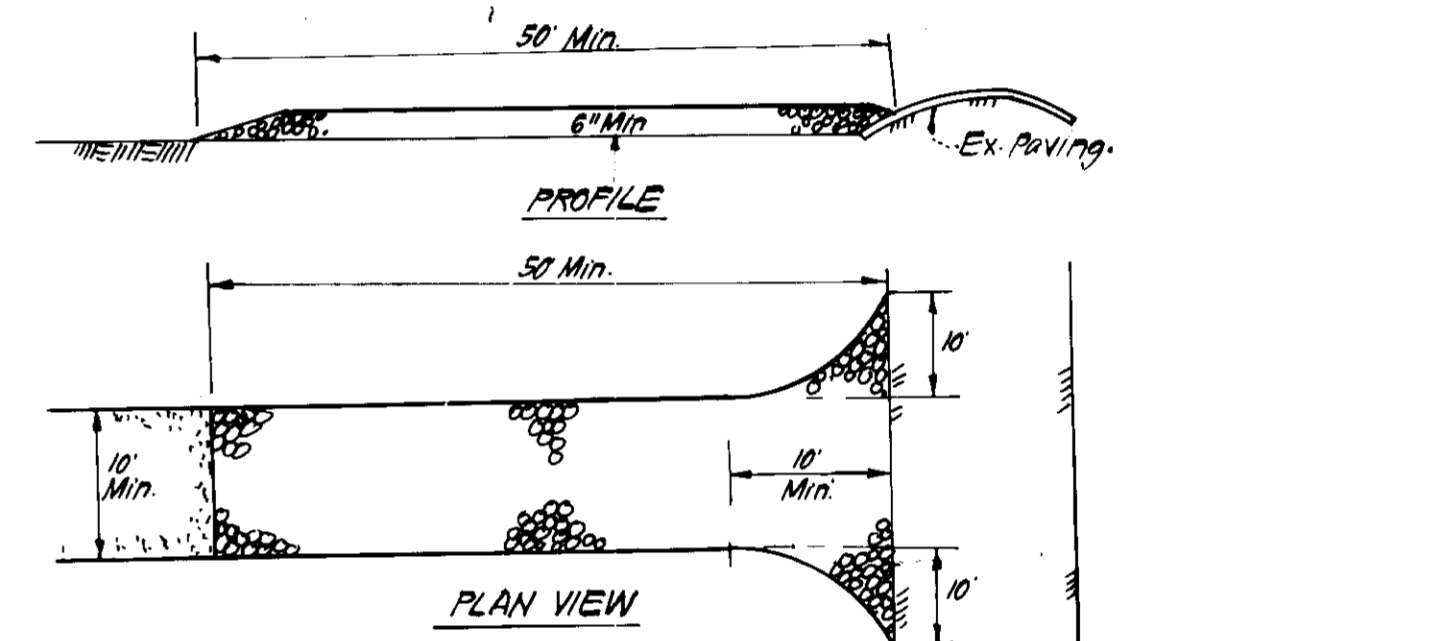 50' Min.
6" Min
Ex. Paving.
PROFILE
50' Min.
10'
10'
Min.
10'
Min.
10'
PLAN VIEW